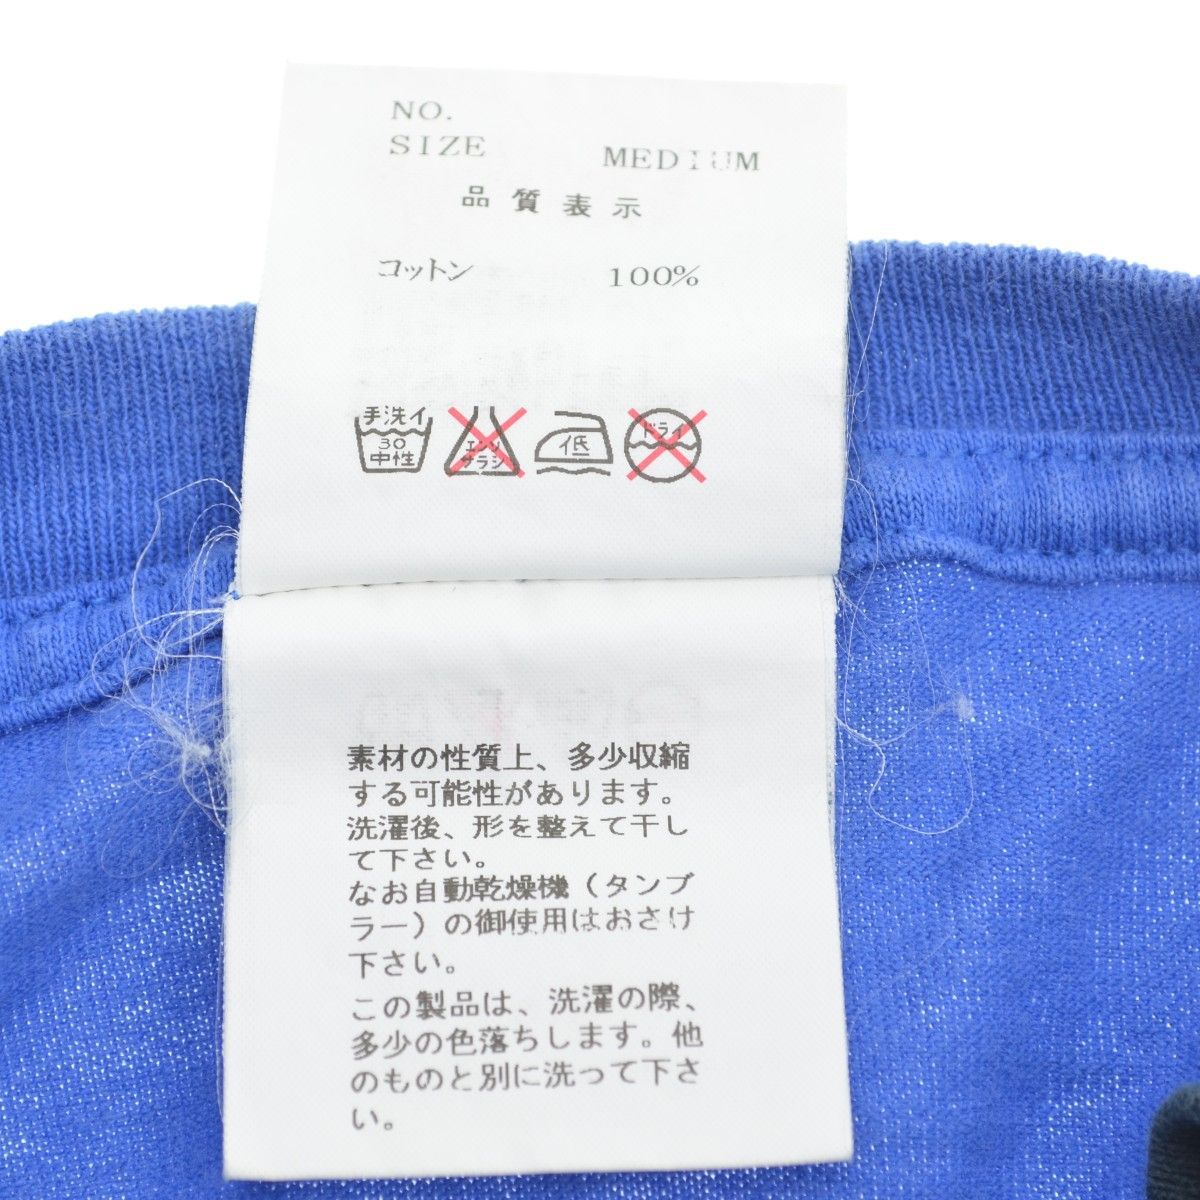 NO.
SIZE MEDIUM
品質表示
コットン 100%
手洗イ
30
中性
エンソ
サラシ
低
ドライ
素材の性質上、多少収縮
する可能性があります。
洗濯後、形を整えて干し
て下さい。
なお自動乾燥機（タンブ
ラー）の御使用はおさけ
下さい。
この製品は、洗濯の際、
多少の色落ちします。他
のものと別に洗って下さ
い。